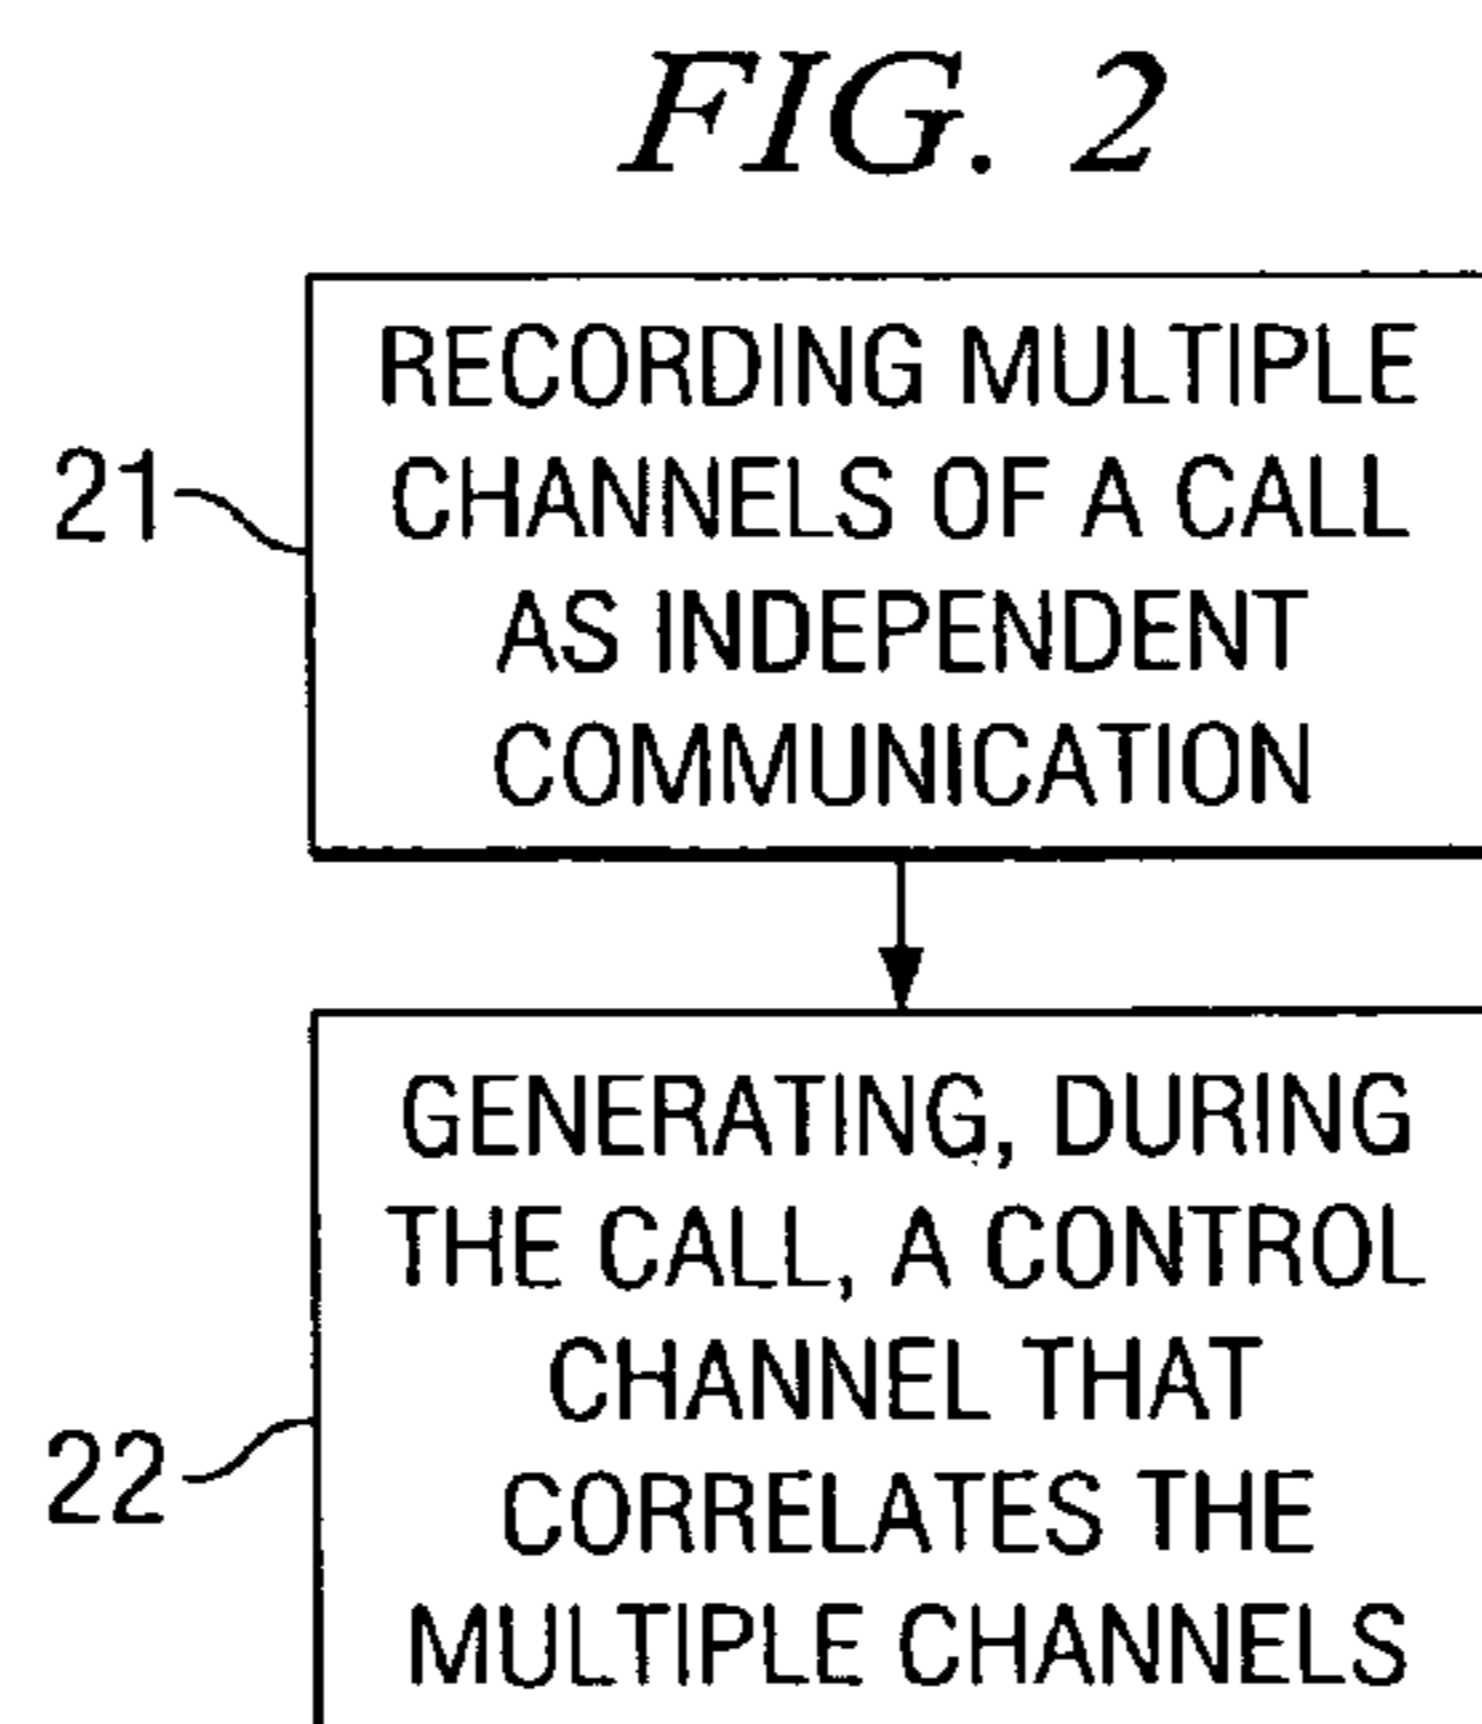 FIG. 2
RECORDING MULTIPLE
CHANNELS OF A CALL
21
AS INDEPENDENT
COMMUNICATION
GENERATING, DURING
THE CALL, A CONTROL
CHANNEL THAT
22
CORRELATES THE
MULTIPLE CHANNELS